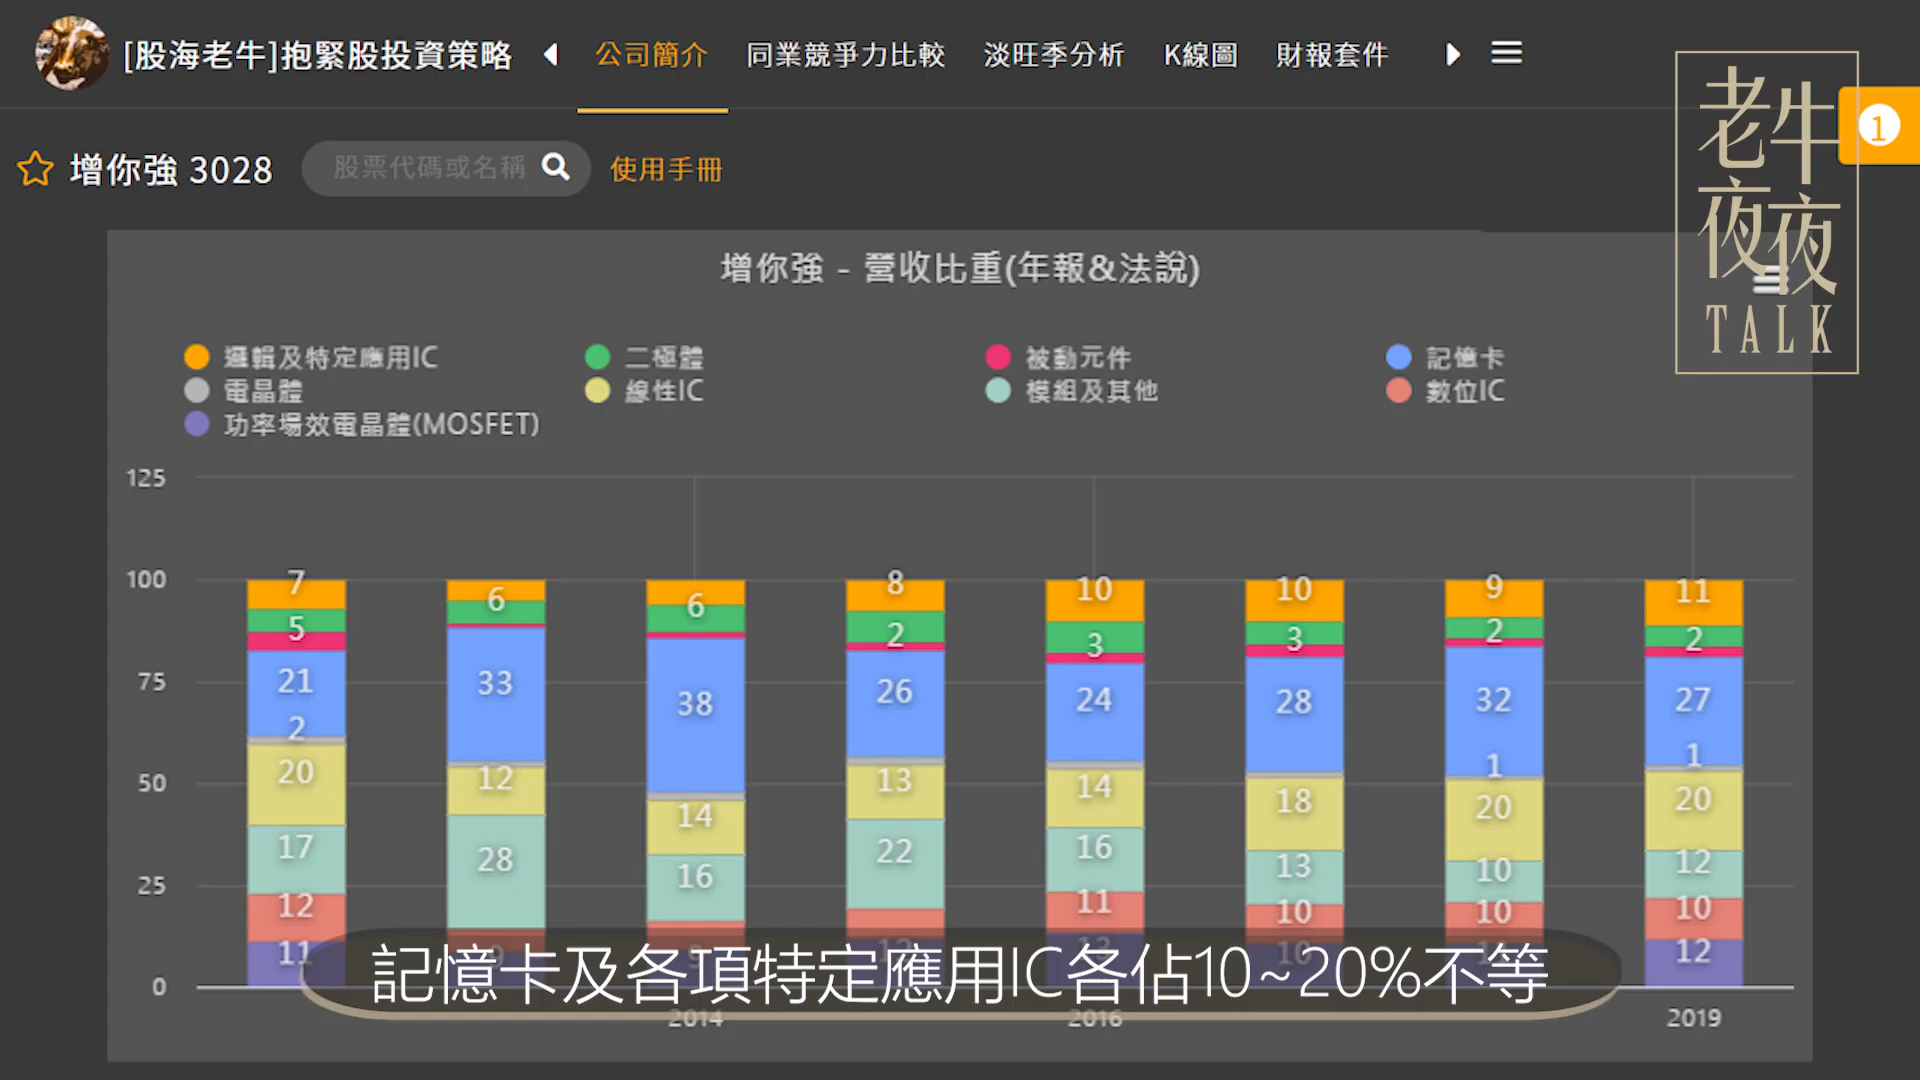 [股海老牛]抱緊股投資策略 公司簡介 同業競爭力比較 淡旺季分析 K線圖 財報套件
1
老牛
夜夜
TALK
增你強 3028 股票代碼或名稱 使用手冊
增你強 - 營收比重(年報&法說)
邏輯及特定應用IC 二極體 被動元件 記憶卡
電晶體 線性IC 模組及其他 數位IC
功率場效電晶體(MOSFET)
125
100
75
50
25
0
7 5 21 2 20 17 12 11
6 33 12 28
6 38 14 16
8 2 26 13 22
10 3 24 14 16 11
10 3 28 18 13 10 10
9 2 32 1 20 10 10
11 2 27 1 20 12 10 12
記憶卡及各項特定應用IC各佔10~20%不等
2014 2016 2019